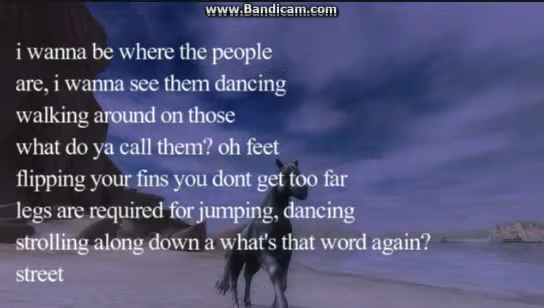 www.Bandicam.com
i wanna be where the people
are, i wanna see them dancing
walking around on those
what do ya call them? oh feet
flipping your fins you dont get too far
legs are required for jumping, dancing
strolling along down a what's that word again?
street